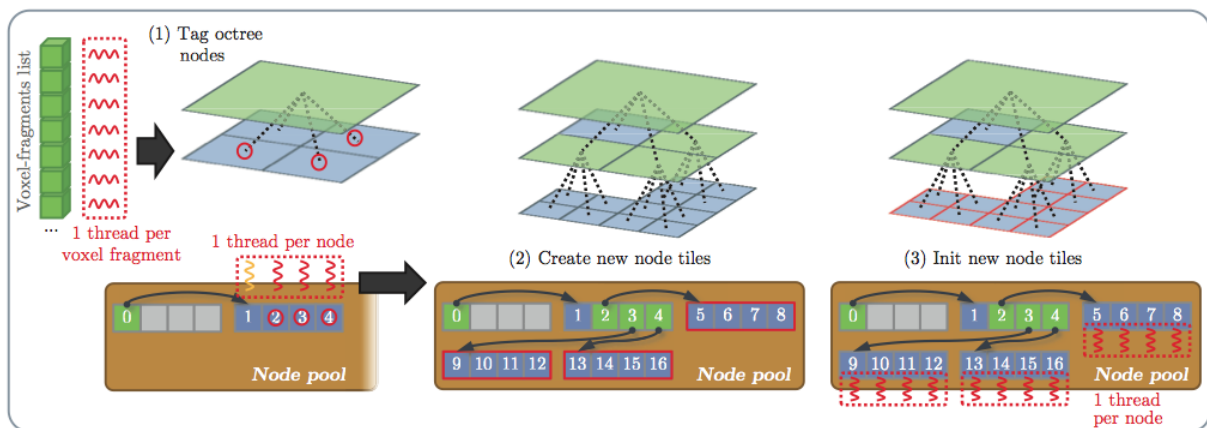 Voxel-fragments list
...
(1) Tag octree
nodes
1 thread per
voxel fragment
1 thread per node
0
1 2 3 4
Node pool
(2) Create new node tiles
0
1 2 3 4
5 6 7 8
9 10 11 12
13 14 15 16
Node pool
(3) Init new node tiles
0
1 2 3 4
5 6 7 8
9 10 11 12
13 14 15 16
Node pool
1 thread
per node